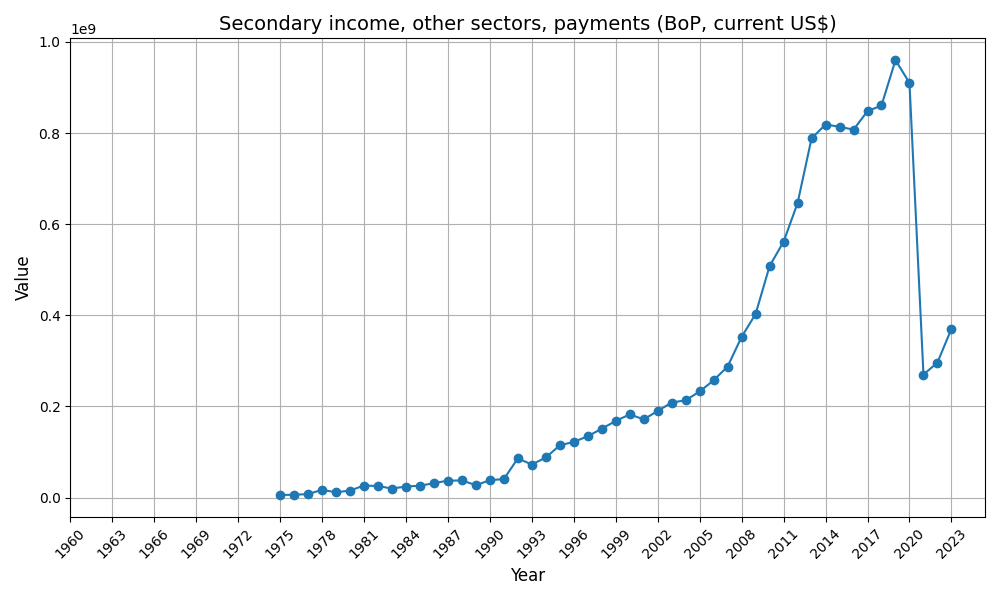 Secondary income, other sectors, payments (BoP, current US$)
1e9
1.0
0.8
0.6
0.4
0.2
0.0
Value
1960 1963 1966 1969 1972 1975 1978 1981 1984 1987 1990 1993 1996 1999 2002 2005 2008 2011 2014 2017 2020 2023
Year